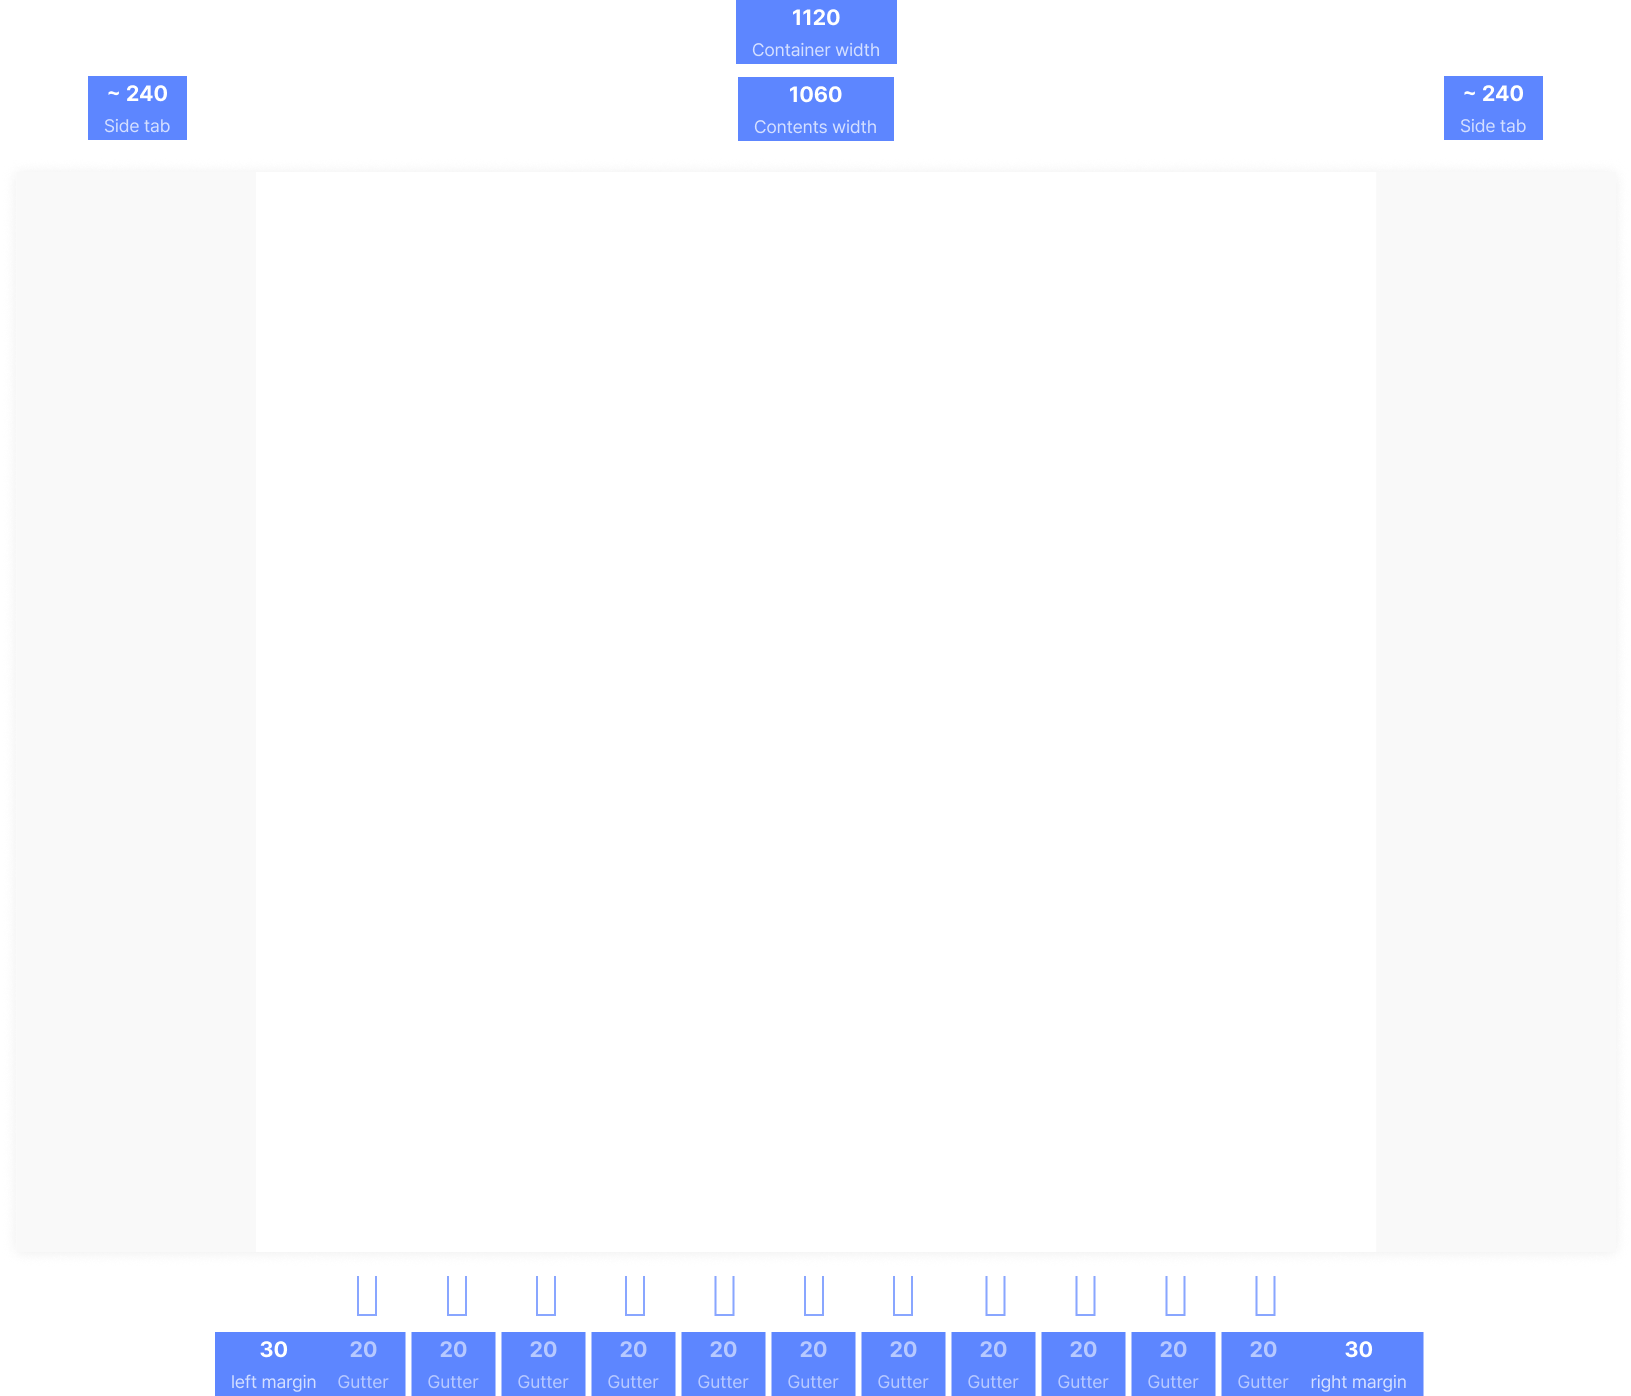 1120
Container width
~ 240
Side tab
1060
Contents width
~ 240
Side tab
30 20 20 20 20 20 20 20 20 20 20 20 30
left margin Gutter Gutter Gutter Gutter Gutter Gutter Gutter Gutter Gutter Gutter Gutter right margin